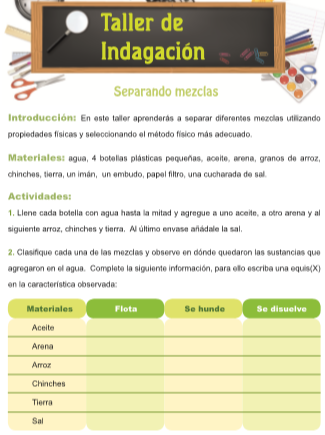 Taller de
Indagación
Separando mezclas
Introducción: En este taller aprenderás a separar diferentes mezclas utilizando
propiedades físicas y seleccionando el método físico más adecuado.
Materiales: agua, 4 botellas plásticas pequeñas, aceite, arena, granos de arroz,
chinches, tierra, un imán, un embudo, papel filtro, una cucharada de sal.
Actividades:
1. Llene cada botella con agua hasta la mitad y agregue a uno aceite, a otro arena y al
siguiente arroz, chinches y tierra. Al último envase añádale la sal.
2. Clasifique cada una de las mezclas y observe en dónde quedaron las sustancias que
agregaron en el agua. Complete la siguiente información, para ello escriba una equis(X)
en la característica observada:
Materiales Flota Se hunde Se disuelve
Aceite
Arena
Arroz
Chinches
Tierra
Sal